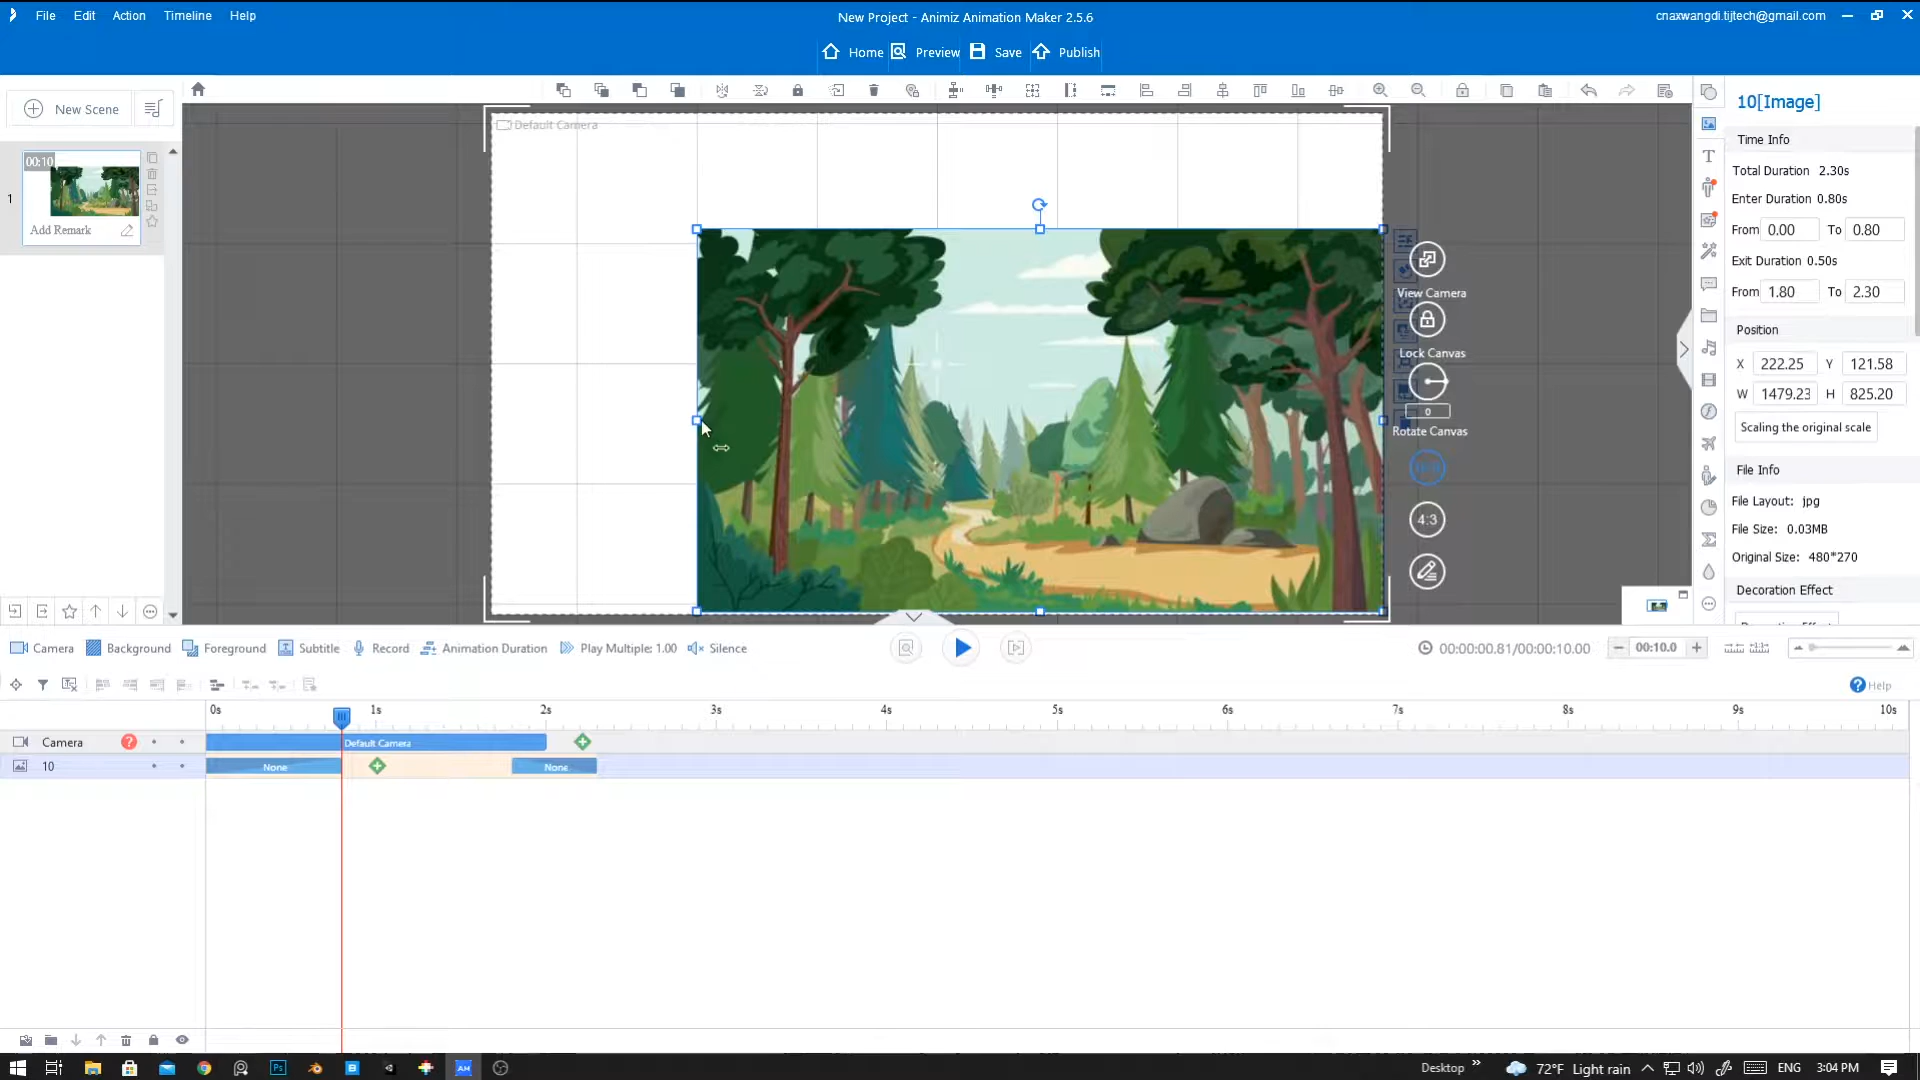 File Edit Action Timeline Help
New Project - Animiz Animation Maker 2.5.6
cnaxwangdi.tijtech@gmail.com
Home Preview Save Publish
New Scene
Default Camera
1
00:10
Add Remark
View Camera
Lock Canvas
0
Rotate Canvas
4:3
10[Image]
Time Info
Total Duration 2.30s
Enter Duration 0.80s
From 0.00 To 0.80
Exit Duration 0.50s
From 1.80 To 2.30
Position
X 222.25 Y 121.58
W 1479.23 H 825.20
Scaling the original scale
File Info
File Layout: jpg
File Size: 0.03MB
Original Size: 480*270
Decoration Effect
Camera Background Foreground Subtitle Record Animation Duration Play Multiple: 1.00 Silence
00:00:00.81/00:00:10.00
00:10.0
Help
0s 1s 2s 3s 4s 5s 6s 7s 8s 9s 10s
Camera ? Default Camera
10 None None
Desktop 72°F Light rain ENG 3:04 PM